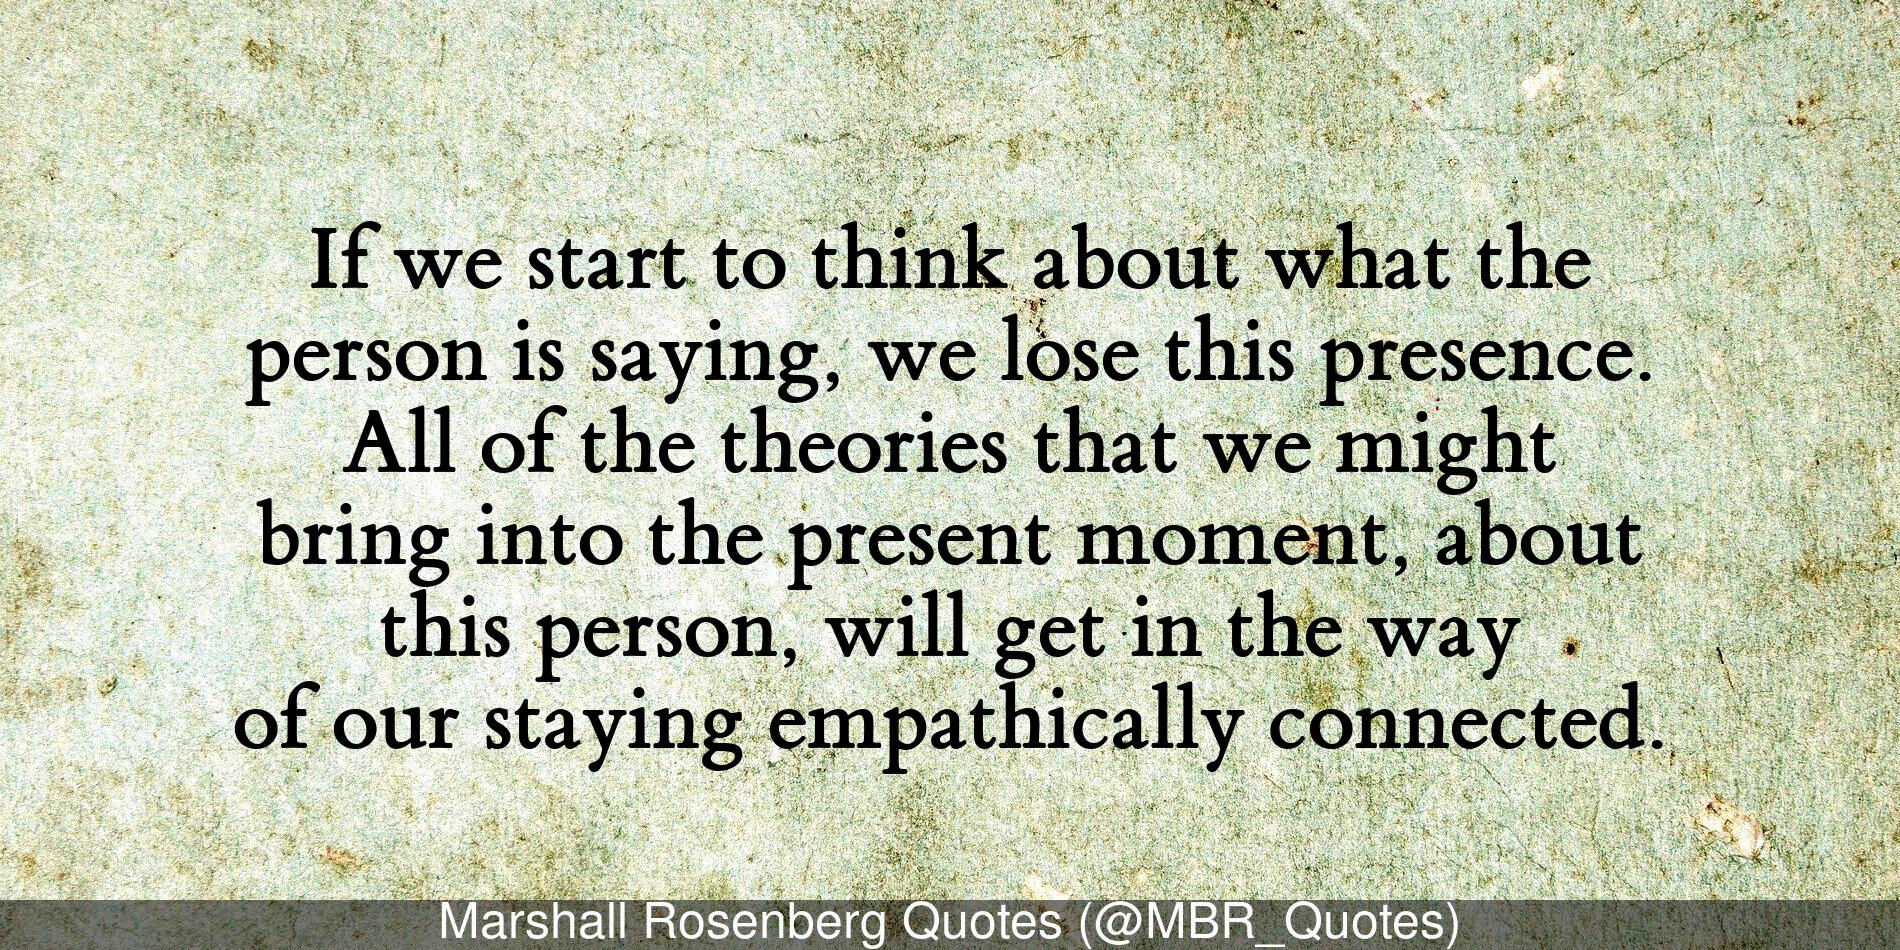 If we start to think about what the
person is saying, we lose this presence.
All of the theories that we might
bring into the present moment, about
this person, will get in the way
of our staying empathically connected.
Marshall Rosenberg Quotes (@MBR_Quotes)